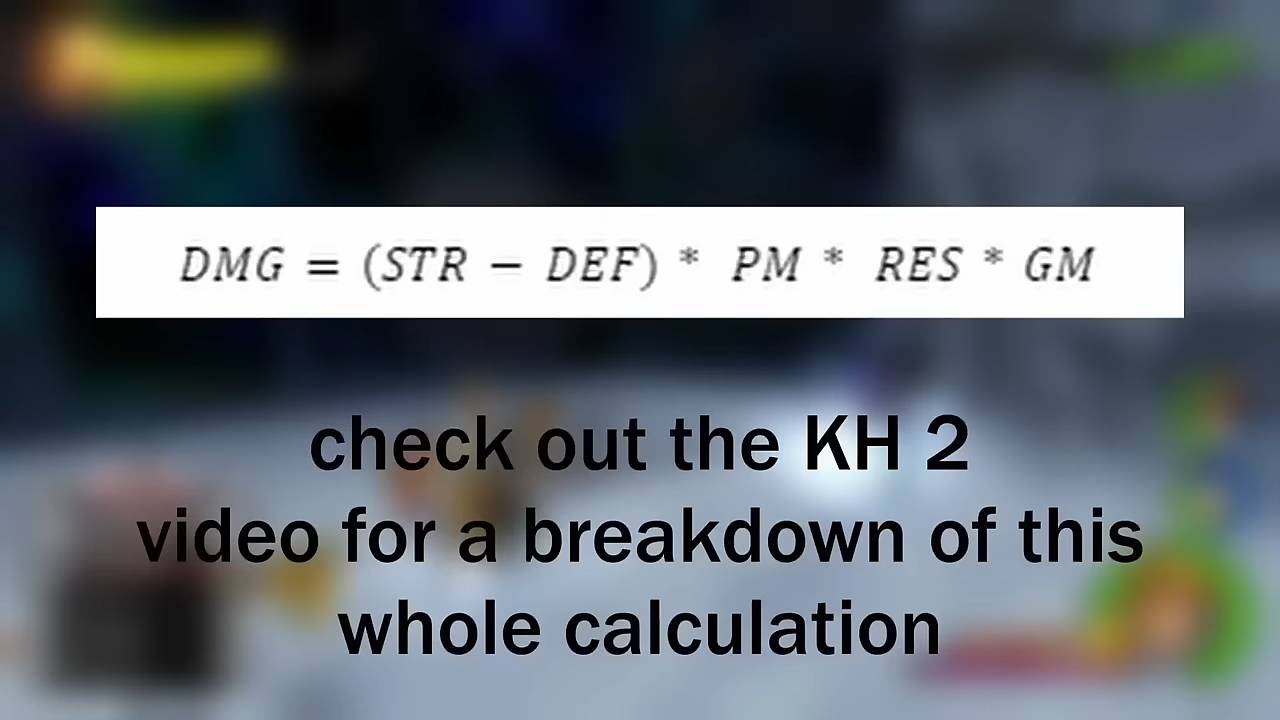 DMG = (STR − DEF) * PM * RES * GM
check out the KH 2
video for a breakdown of this
whole calculation